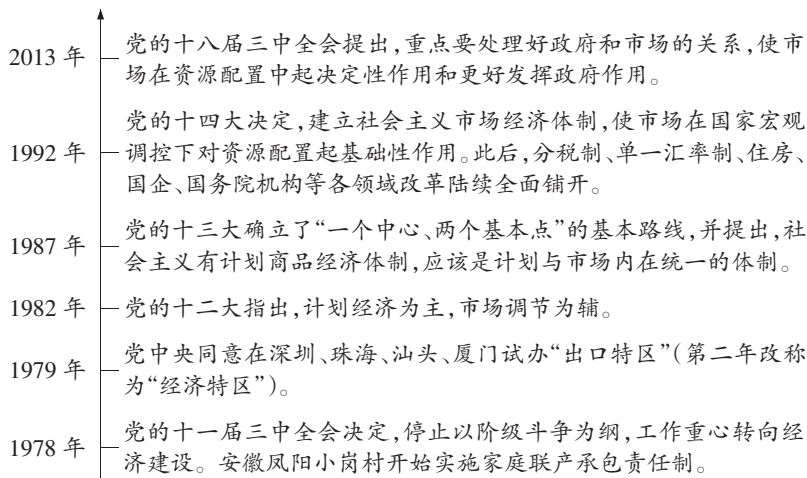 2013 年
党的十八届三中全会提出,重点要处理好政府和市场的关系,使市
场在资源配置中起决定性作用和更好发挥政府作用。
1992 年
党的十四大决定,建立社会主义市场经济体制,使市场在国家宏观
调控下对资源配置起基础性作用。此后,分税制、单一汇率制、住房、
国企、国务院机构等各领域改革陆续全面铺开。
1987 年
党的十三大确立了“一个中心、两个基本点”的基本路线,并提出,社
会主义有计划商品经济体制,应该是计划与市场内在统一的体制。
1982 年
党的十二大指出,计划经济为主,市场调节为辅。
1979 年
党中央同意在深圳、珠海、汕头、厦门试办“出口特区”(第二年改称
为“经济特区”)。
1978 年
党的十一届三中全会决定,停止以阶级斗争为纲,工作重心转向经
济建设。安徽凤阳小岗村开始实施家庭联产承包责任制。